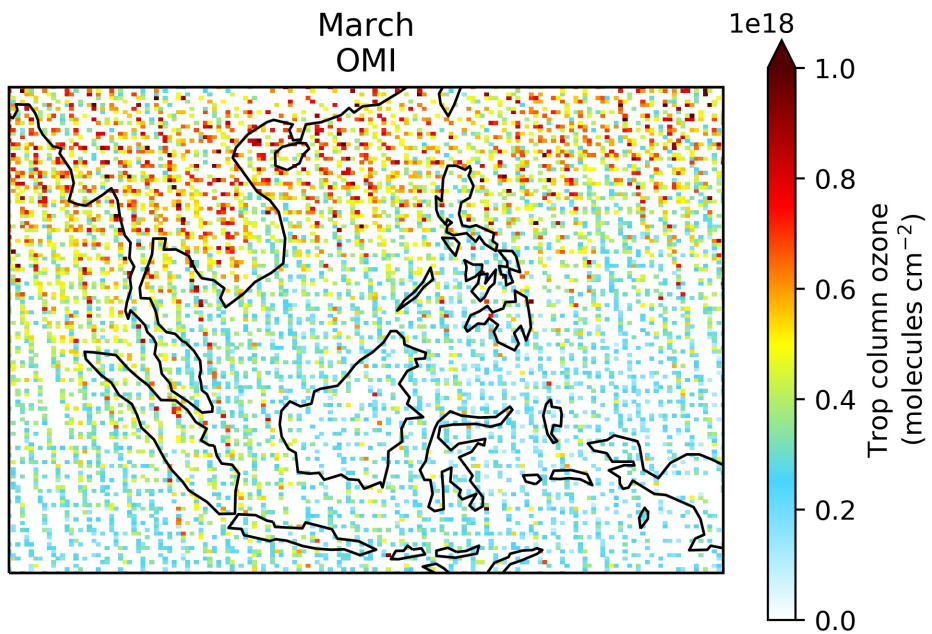 March
OMI
1e18
1.0
0.8
0.6
0.4
0.2
0.0
Trop column ozone
(molecules cm⁻²)